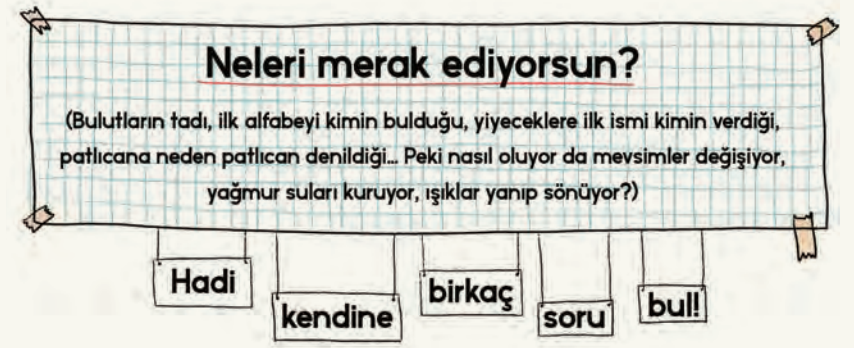 Neleri merak ediyorsun?
(Bulutların tadı, ilk alfabeyi kimin bulduğu, yiyeceklere ilk ismi kimin verdiği,
patlıcana neden patlıcan denildiği... Peki nasıl oluyor da mevsimler değişiyor,
yağmur suları kuruyor, ışıklar yanıp sönüyor?)
Hadi kendine birkaç soru bul!